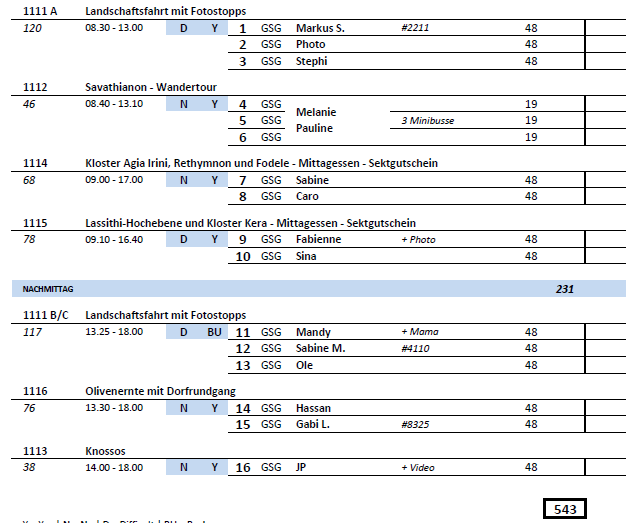 1111 A Landschaftsfahrt mit Fotostopps
120 08.30 - 13.00 D Y 1 GSG Markus S. #2211 48
2 GSG Photo 48
3 GSG Stephi 48
1112 Savathianon - Wandertour
46 08.40 - 13.10 N Y 4 GSG Melanie 19
5 GSG Pauline 3 Minibusse 19
6 GSG 19
1114 Kloster Agia Irini, Rethymnon und Fodele - Mittagessen - Sektgutschein
68 09.00 - 17.00 N Y 7 GSG Sabine 48
8 GSG Caro 48
1115 Lassithi-Hochebene und Kloster Kera - Mittagessen - Sektgutschein
78 09.10 - 16.40 D Y 9 GSG Fabienne + Photo 48
10 GSG Sina 48
NACHMITTAG 231
1111 B/C Landschaftsfahrt mit Fotostopps
117 13.25 - 18.00 D BU 11 GSG Mandy + Mama 48
12 GSG Sabine M. #4110 48
13 GSG Ole 48
1116 Olivenernte mit Dorfrundgang
76 13.30 - 18.00 N Y 14 GSG Hassan 48
15 GSG Gabi L. #8325 48
1113 Knossos
38 14.00 - 18.00 N Y 16 GSG JP + Video 48
543